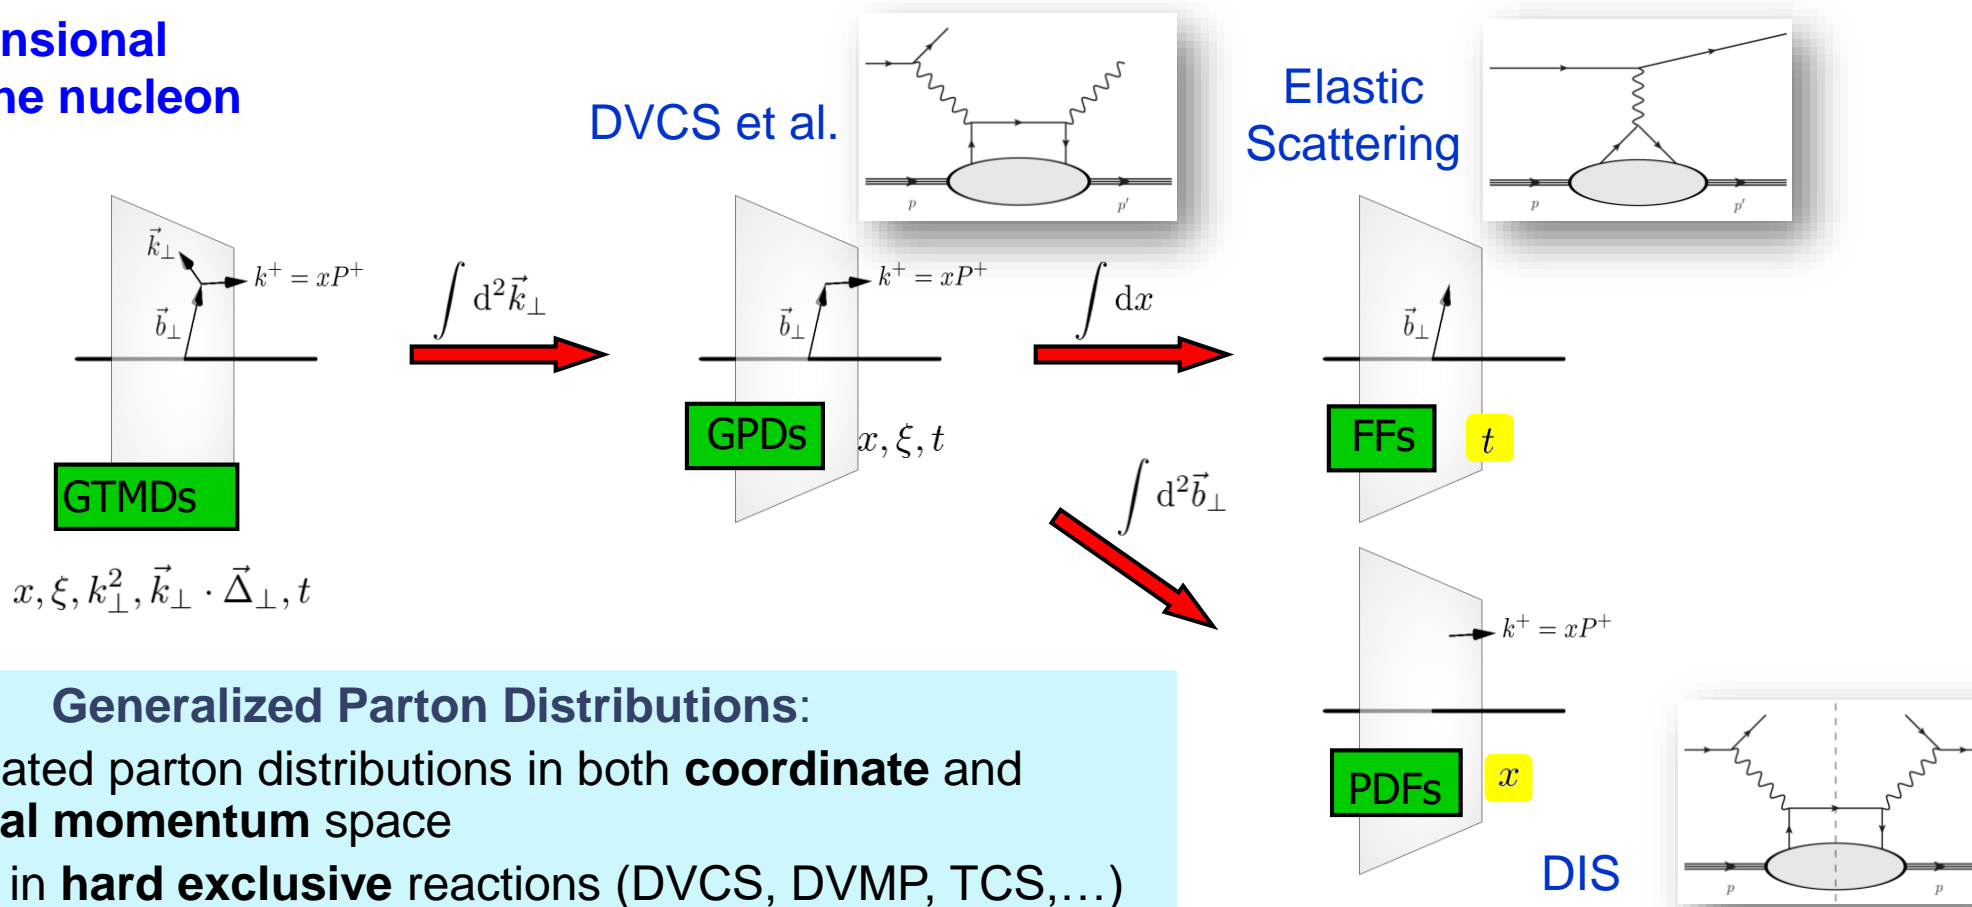 nsional
ne nucleon
DVCS et al.
p p′
Elastic
Scattering
p p′
k⃗⊥
k⁺ = xP⁺
b⃗⊥
∫ d²k⃗⊥
k⁺ = xP⁺
b⃗⊥
∫ dx
b⃗⊥
GTMDs
GPDs
x, ξ, t
FFs
t
∫ d²b⃗⊥
x, ξ, k²⊥, k⃗⊥ · Δ⃗⊥, t
k⁺ = xP⁺
PDFs
x
DIS
p p
Generalized Parton Distributions:
ated parton distributions in both coordinate and
al momentum space
in hard exclusive reactions (DVCS, DVMP, TCS,…)